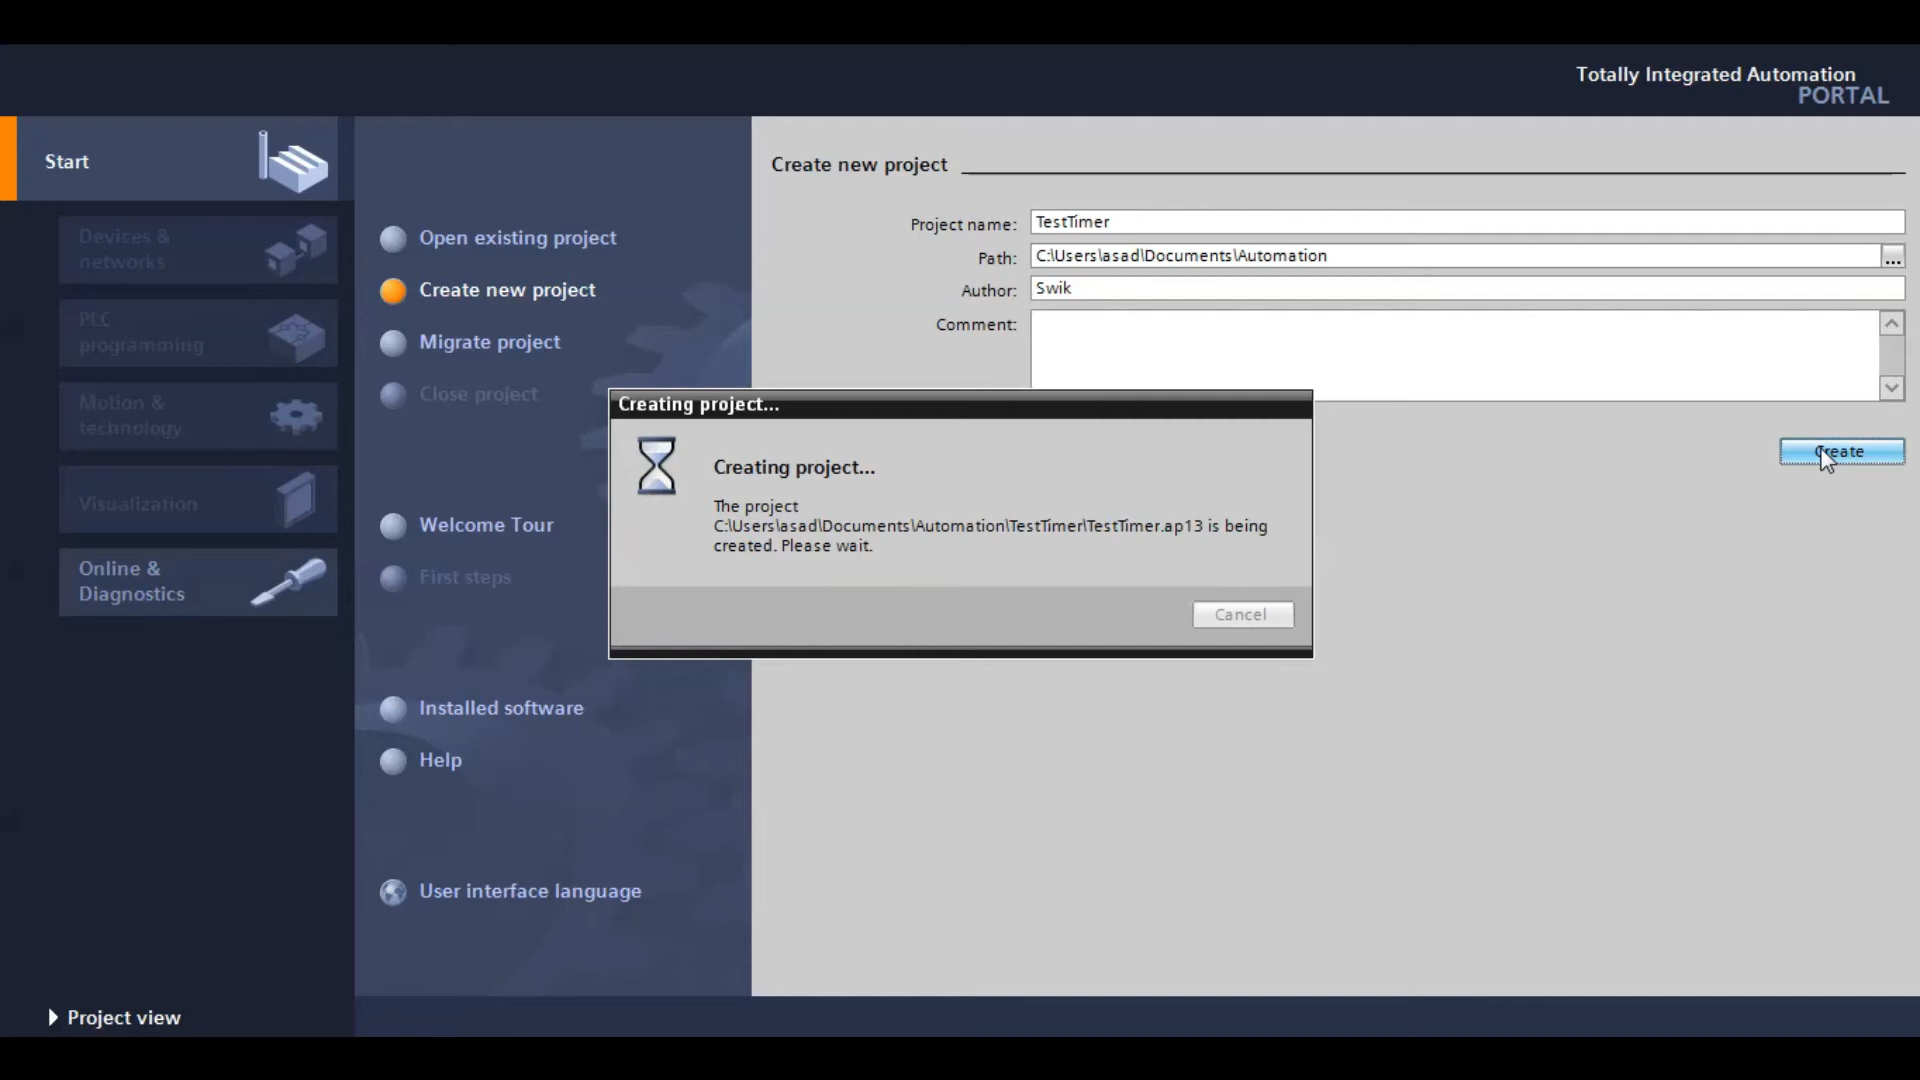 Totally Integrated Automation
PORTAL
Start
Devices &
networks
PLC
programming
Motion &
technology
Visualization
Online &
Diagnostics
Project view
Open existing project
Create new project
Migrate project
Close project
Welcome Tour
First steps
Installed software
Help
User interface language
Create new project
Project name: TestTimer
Path: C:\Users\asad\Documents\Automation
...
Author: Swik
Comment:
Create
Creating project...
Creating project...
The project
C:\Users\asad\Documents\Automation\TestTimer\TestTimer.ap13 is being
created. Please wait.
Cancel